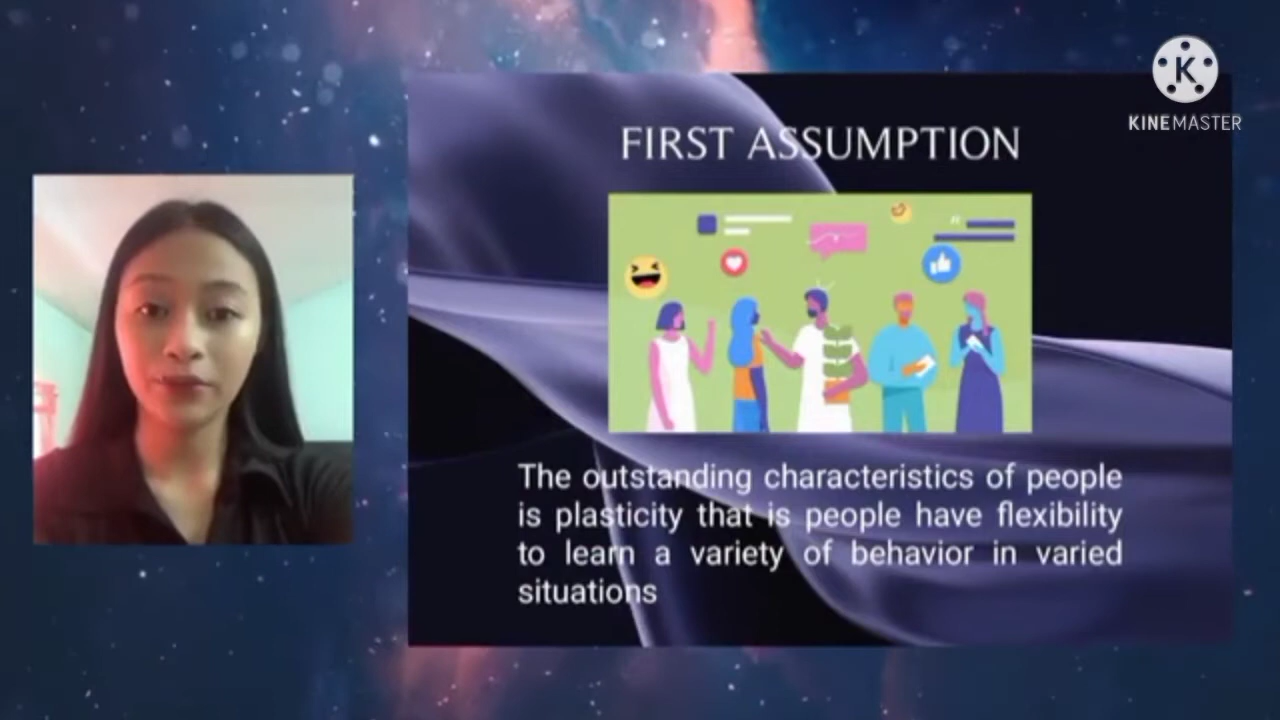 KINEMASTER
FIRST ASSUMPTION
The outstanding characteristics of people
is plasticity that is people have flexibility
to learn a variety of behavior in varied
situations